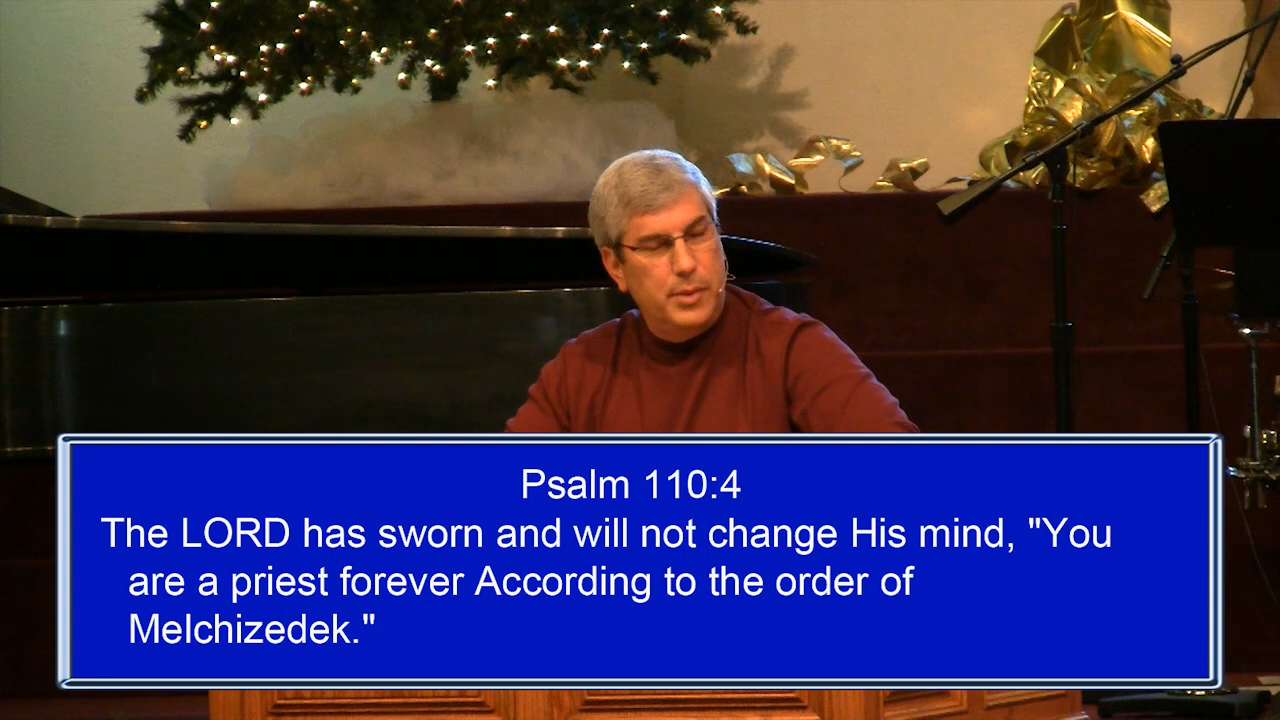 Psalm 110:4
The LORD has sworn and will not change His mind, "You
are a priest forever According to the order of
Melchizedek."